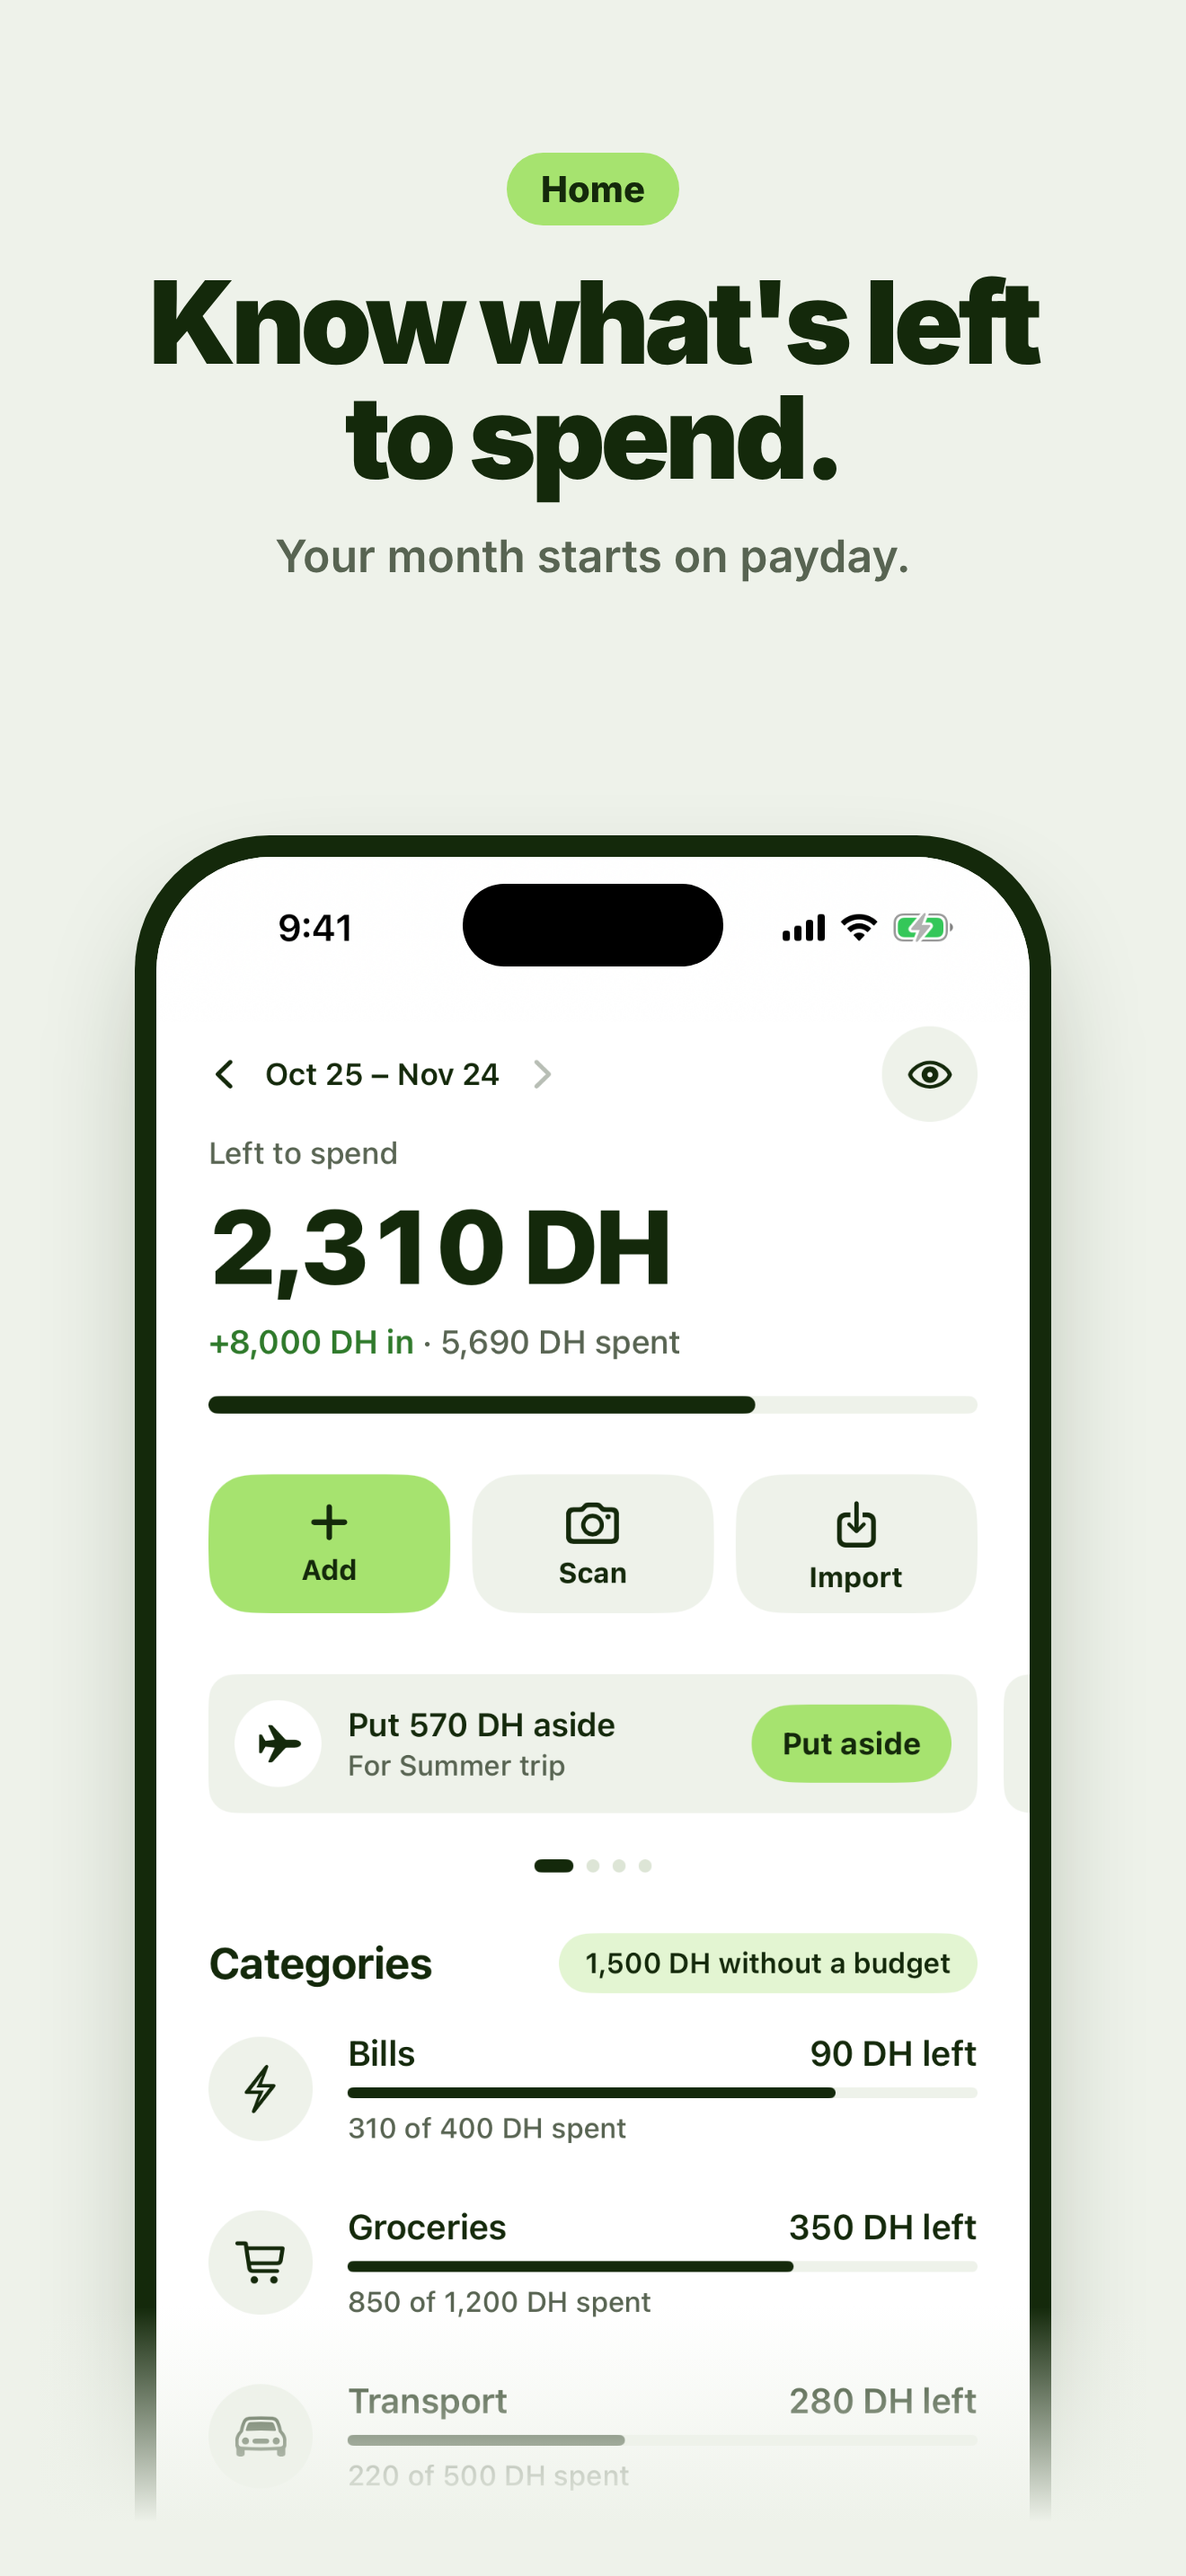 Home
Know what's left
to spend.
Your month starts on payday.
9:41
Oct 25 – Nov 24
Left to spend
2,310 DH
+8,000 DH in · 5,690 DH spent
Add
Scan
Import
Put 570 DH aside
For Summer trip
Put aside
Categories
1,500 DH without a budget
Bills
90 DH left
310 of 400 DH spent
Groceries
350 DH left
850 of 1,200 DH spent
Transport
280 DH left
220 of 500 DH spent